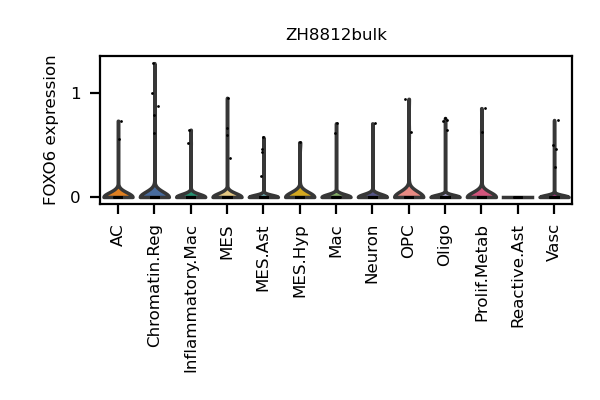 ZH8812bulk
FOXO6 expression
1
0
AC
Chromatin.Reg
Inflammatory.Mac
MES
MES.Ast
MES.Hyp
Mac
Neuron
OPC
Oligo
Prolif.Metab
Reactive.Ast
Vasc